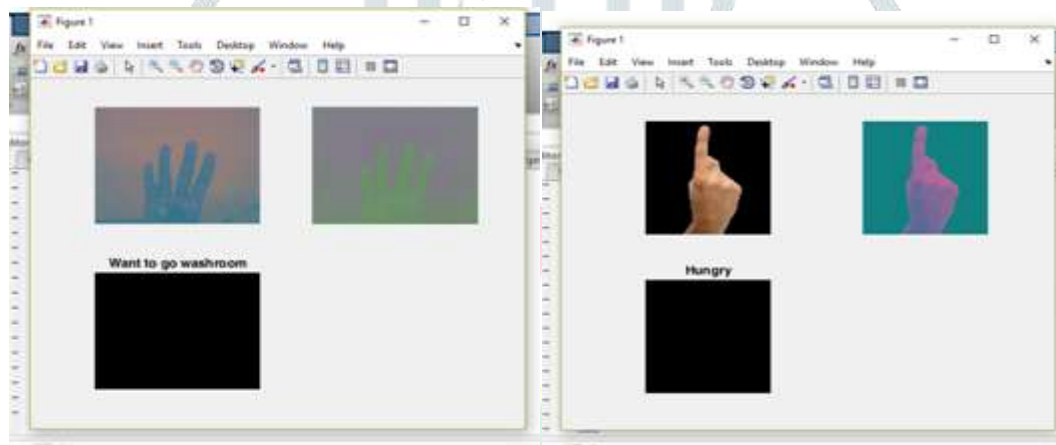 Figure 1
File Edit View Insert Tools Desktop Window Help
Want to go washroom
Figure 1
File Edit View Insert Tools Desktop Window Help
Hungry